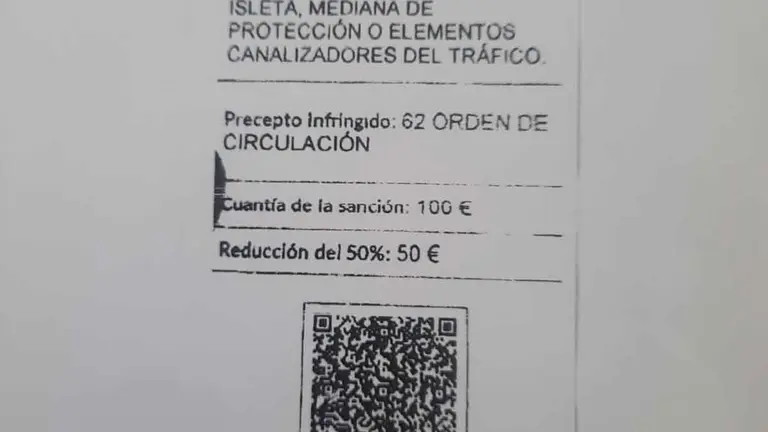 ISLETA, MEDIANA DE
PROTECCIÓN O ELEMENTOS
CANALIZADORES DEL TRÁFICO.
Precepto Infringido: 62 ORDEN DE
CIRCULACIÓN
Cuantía de la sanción: 100 €
Reducción del 50%: 50 €